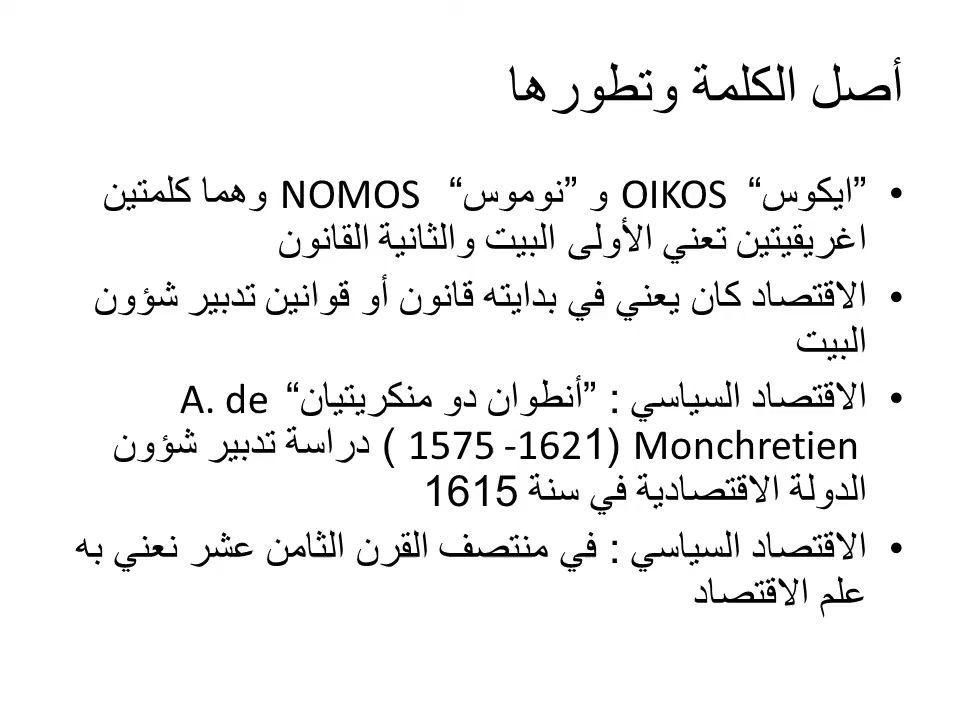 أصل الكلمة وتطورها
• ”ايكوس“ OIKOS و ”نوموس“ NOMOS وهما كلمتين
اغريقيتين تعني الأولى البيت والثانية القانون
• الاقتصاد كان يعني في بدايته قانون أو قوانين تدبير شؤون
البيت
• الاقتصاد السياسي : ”أنطوان دو منكريتيان“ A. de
Monchretien (1575 -1621 ) دراسة تدبير شؤون
الدولة الاقتصادية في سنة 1615
• الاقتصاد السياسي : في منتصف القرن الثامن عشر نعني به
علم الاقتصاد